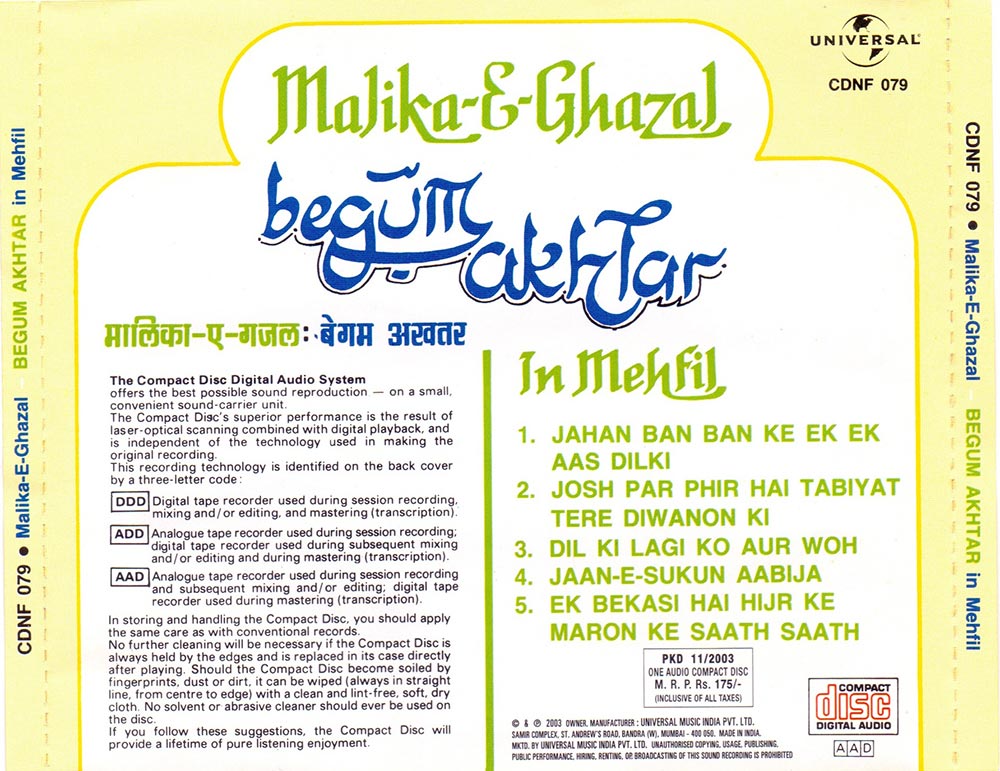 UNIVERSAL
CDNF 079
Malika-E-Ghazal
begum
akhtar
मालिका-ए-गजल: बेगम अखतर
The Compact Disc Digital Audio System
offers the best possible sound reproduction — on a small,
convenient sound-carrier unit.
The Compact Disc's superior performance is the result of
laser-optical scanning combined with digital playback, and
is independent of the technology used in making the
original recording.
This recording technology is identified on the back cover
by a three-letter code:
DDD Digital tape recorder used during session recording,
mixing and/or editing, and mastering (transcription).
ADD Analogue tape recorder used during session recording;
digital tape recorder used during subsequent mixing
and/or editing and during mastering (transcription).
AAD Analogue tape recorder used during session recording
and subsequent mixing and/or editing; digital tape
recorder used during mastering (transcription).
In storing and handling the Compact Disc, you should apply
the same care as with conventional records.
No further cleaning will be necessary if the Compact Disc is
always held by the edges and is replaced in its case directly
after playing. Should the Compact Disc become soiled by
fingerprints, dust or dirt, it can be wiped (always in straight
line, from centre to edge) with a clean and lint-free, soft, dry
cloth. No solvent or abrasive cleaner should ever be used on
the disc.
If you follow these suggestions, the Compact Disc will
provide a lifetime of pure listening enjoyment.
In Mehfil
1. JAHAN BAN BAN KE EK EK
AAS DILKI
2. JOSH PAR PHIR HAI TABIYAT
TERE DIWANON KI
3. DIL KI LAGI KO AUR WOH
4. JAAN-E-SUKUN AABIJA
5. EK BEKASI HAI HIJR KE
MARON KE SAATH SAATH
PKD 11/2003
ONE AUDIO COMPACT DISC
M. R. P. Rs. 175/-
(INCLUSIVE OF ALL TAXES)
© & ℗ 2003 OWNER, MANUFACTURER : UNIVERSAL MUSIC INDIA PVT. LTD.
SAMIR COMPLEX, ST. ANDREW'S ROAD, BANDRA (W), MUMBAI - 400 050. MADE IN INDIA.
MKTD. BY UNIVERSAL MUSIC INDIA PVT. LTD. UNAUTHORISED COPYING, USAGE, PUBLISHING,
PUBLIC PERFORMANCE, HIRING, RENTING, OR BROADCASTING OF THIS SOUND RECORDING IS PROHIBITED
COMPACT
disc
DIGITAL AUDIO
AAD
CDNF 079 • Malika-E-Ghazal – BEGUM AKHTAR in Mehfil
CDNF 079 • Malika-E-Ghazal – BEGUM AKHTAR in Mehfil